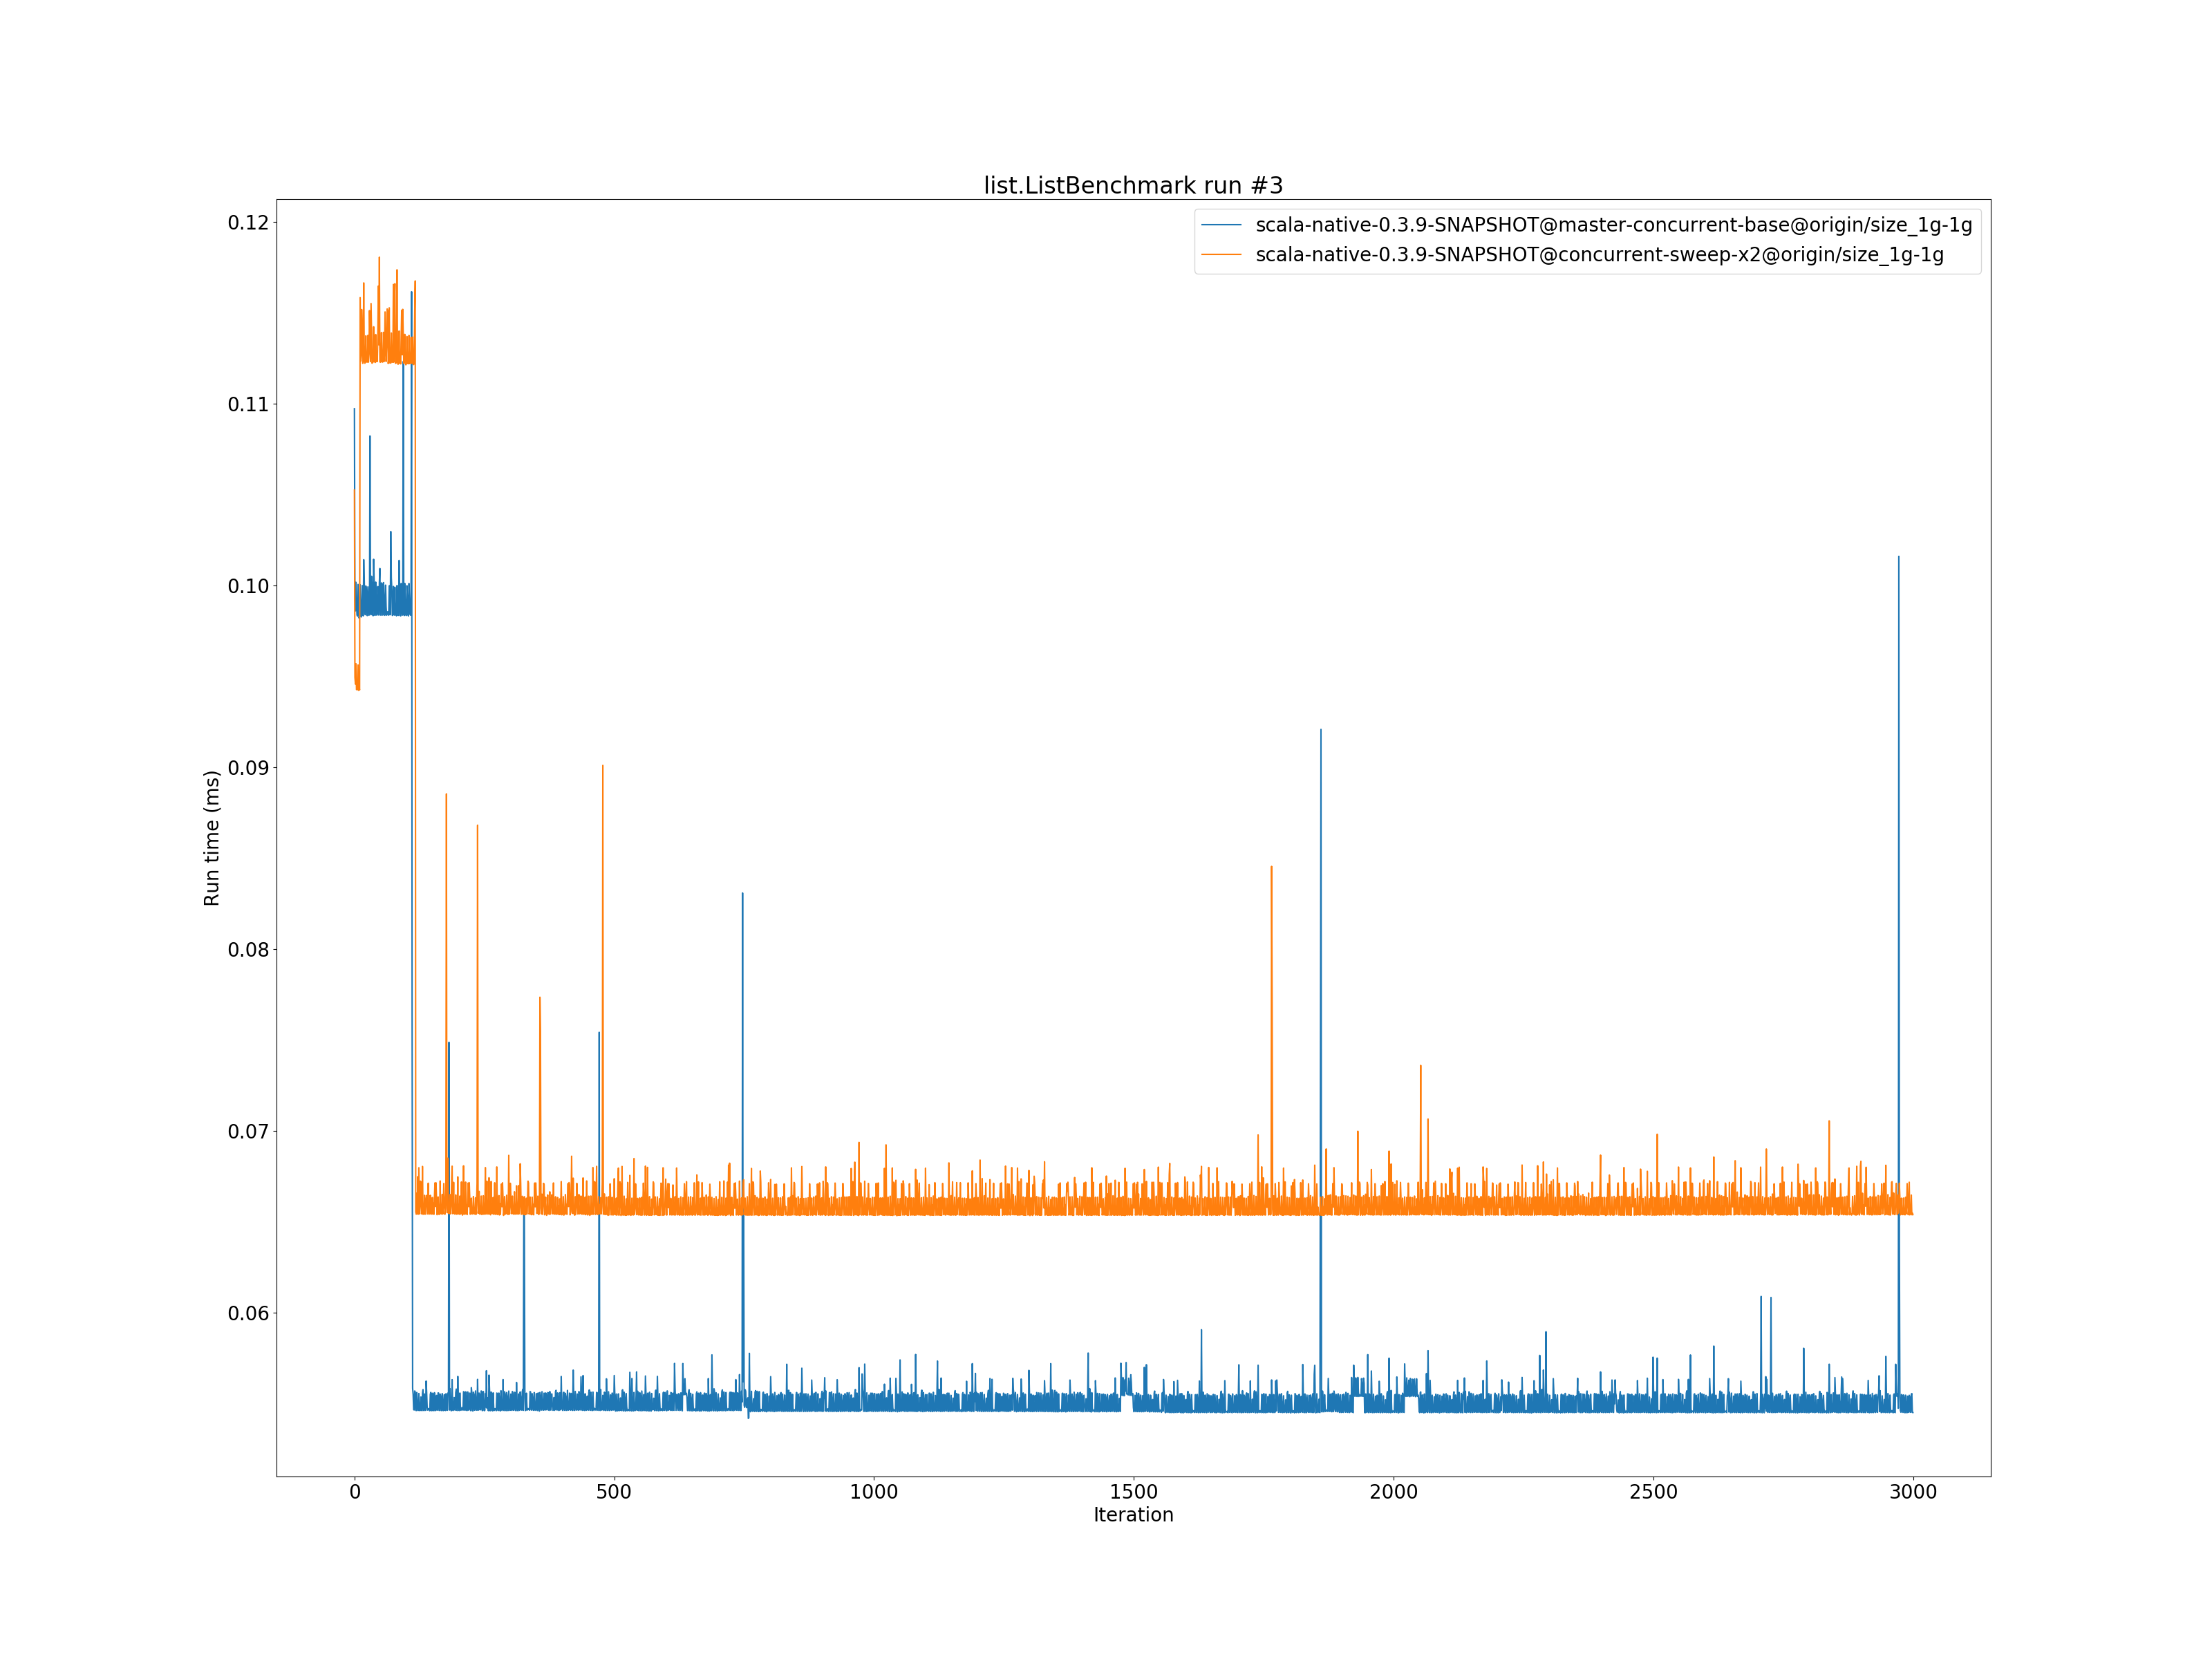 list.ListBenchmark run #3
scala-native-0.3.9-SNAPSHOT@master-concurrent-base@origin/size_1g-1g
scala-native-0.3.9-SNAPSHOT@concurrent-sweep-x2@origin/size_1g-1g
0.12
0.11
0.10
0.09
0.08
0.07
0.06
Run time (ms)
0 500 1000 1500 2000 2500 3000
Iteration